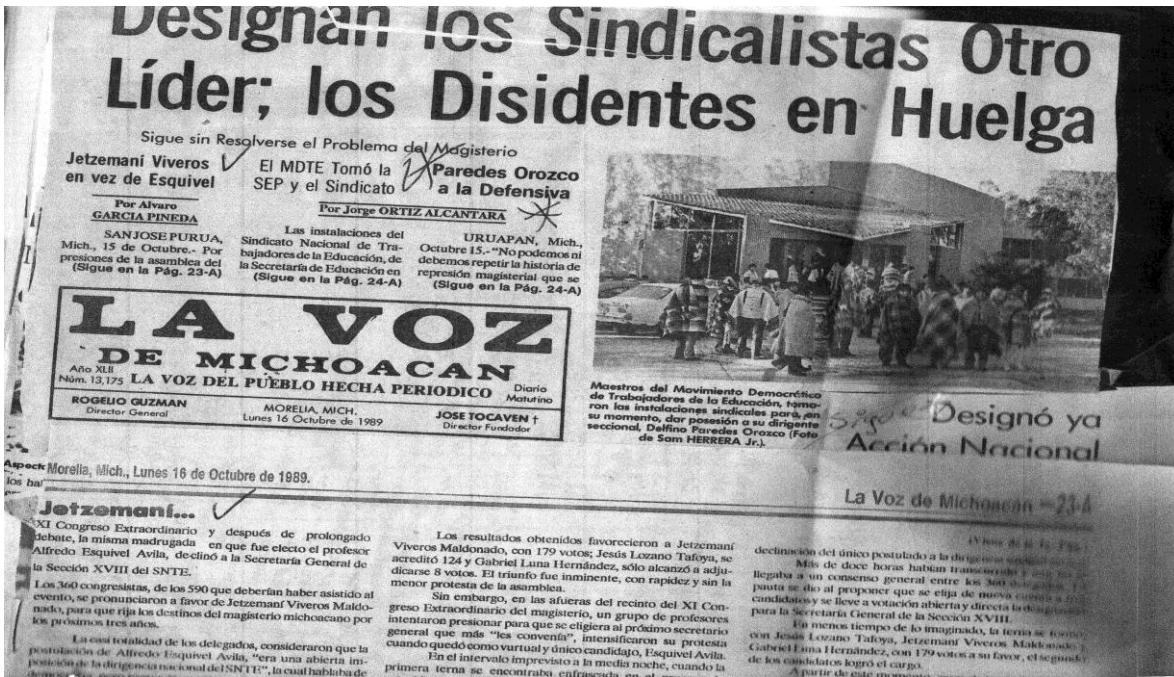 Designan los Sindicalistas Otro
Líder; los Disidentes en Huelga
Sigue sin Resolverse el Problema del Magisterio
Jetzemaní Viveros
en vez de Esquivel
Por Alvaro
GARCIA PINEDA
SAN JOSE PURUA,
Mich., 15 de Octubre.- Por
presiones de la asamblea del
(Sigue en la Pág. 23-A)
El MDTE Tomó la
SEP y el Sindicato
Por Jorge ORTIZ ALCANTARA
Las instalaciones del
Sindicato Nacional de Tra-
bajadores de la Educación, de
la Secretaría de Educación en
(Sigue en la Pág. 24-A)
Paredes Orozco
a la Defensiva
URUAPAN, Mich.,
Octubre 15.- "No podemos ni
debemos repetir la historia de
represión magisterial que se
(Sigue en la Pág. 24-A)
LA VOZ
DE MICHOACAN
Año XLII
Núm. 13,175
LA VOZ DEL PUEBLO HECHA PERIODICO
Diario
Matutino
ROGELIO GUZMAN
Director General
MORELIA, MICH.
Lunes 16 Octubre de 1989
JOSE TOCAVEN †
Director Fundador
Maestros del Movimiento Democrático
de Trabajadores de la Educación, toma-
ron las instalaciones sindicales para, en
su momento, dar posesión a su dirigente
seccional, Delfino Paredes Orozco (Foto
de Sam HERRERA Jr.).
Sigue
Designó ya
Acción Nacional
Aspect
los ba
Morelia, Mich., Lunes 16 de Octubre de 1989.
La Voz de Michoacán — 23-A
Jetzemaní...
XI Congreso Extraordinario y después de prolongado
debate, la misma madrugada en que fue electo el profesor
Alfredo Esquivel Avila, declinó a la Secretaría General de
la Sección XVIII del SNTE.
Los 360 congresistas, de los 590 que deberían haber asistido al
evento, se pronunciaron a favor de Jetzemaní Viveros Maldo-
nado, para que rija los destinos del magisterio michoacano por
los próximos tres años.
La casi totalidad de los delegados, consideraron que la
postulación de Alfredo Esquivel Avila, "era una abierta im-
posición de la dirigencia nacional del SNTE", la cual hablaba de
Los resultados obtenidos favorecieron a Jetzemaní
Viveros Maldonado, con 179 votos; Jesús Lozano Tafoya, se
acreditó 124 y Gabriel Luna Hernández, sólo alcanzó a adju-
dicarse 8 votos. El triunfo fue inminente, con rapidez y sin la
menor protesta de la asamblea.
Sin embargo, en las afueras del recinto del XI Con-
greso Extraordinario del magisterio, un grupo de profesores
intentaron presionar para que se eligiera al próximo secretario
general que más "les convenía", intensificaron su protesta
cuando quedó como virtual y único candidato, Esquivel Avila.
En el intervalo imprevisto a la media noche, cuando la
primera terna se encontraba enfrascada en el
declinación del único postulado a la
Más de doce horas habían
llegaba a un consenso general entre los 360
pauta se dio al proponer que se elija de nueva
candidatos y se lleve a votación abierta y directa la
para la Secretaría General de la Sección XVIII.
En menos tiempo de lo imaginado, la terna se formó
con Jesús Lozano Tafoya, Jetzemaní Viveros Maldonado y
Gabriel Luna Hernández, con 179 votos a su favor, el segundo
de los candidatos logró el cargo.
A partir de este momento,